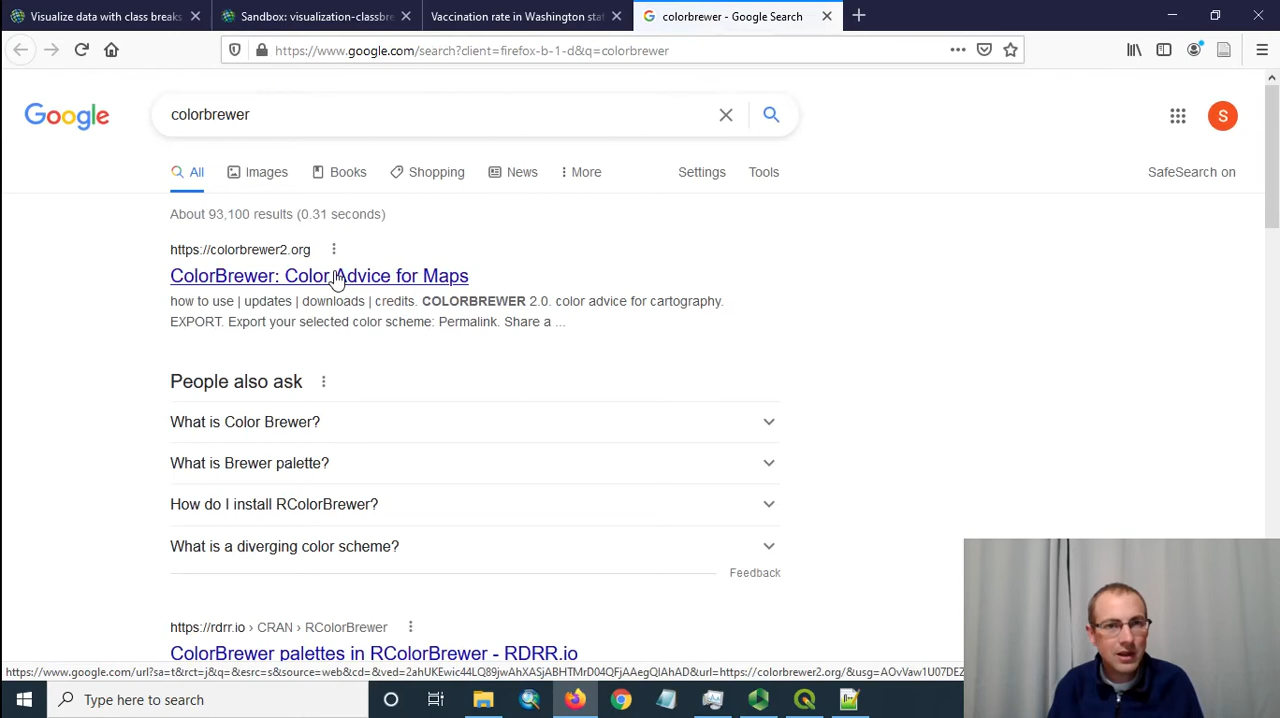 Visualize data with class breaks
Sandbox: visualization-classbre
Vaccination rate in Washington stat
colorbrewer - Google Search
https://www.google.com/search?client=firefox-b-1-d&q=colorbrewer
Google
colorbrewer
S
All
Images
Books
Shopping
News
More
Settings
Tools
SafeSearch on
About 93,100 results (0.31 seconds)
https://colorbrewer2.org
ColorBrewer: Color Advice for Maps
how to use | updates | downloads | credits. COLORBREWER 2.0. color advice for cartography.
EXPORT. Export your selected color scheme: Permalink. Share a ...
People also ask
What is Color Brewer?
What is Brewer palette?
How do I install RColorBrewer?
What is a diverging color scheme?
Feedback
https://rdrr.io › CRAN › RColorBrewer
ColorBrewer palettes in RColorBrewer - RDRR.io
https://www.google.com/url?sa=t&rct=j&q=&esrc=s&source=web&cd=&ved=2ahUKEwic44LQ89jwAhXASjABHTMrD04QFjAAegQIAhAD&url=https://colorbrewer2.org/&usg=AOvVaw1U07DEZ
Type here to search